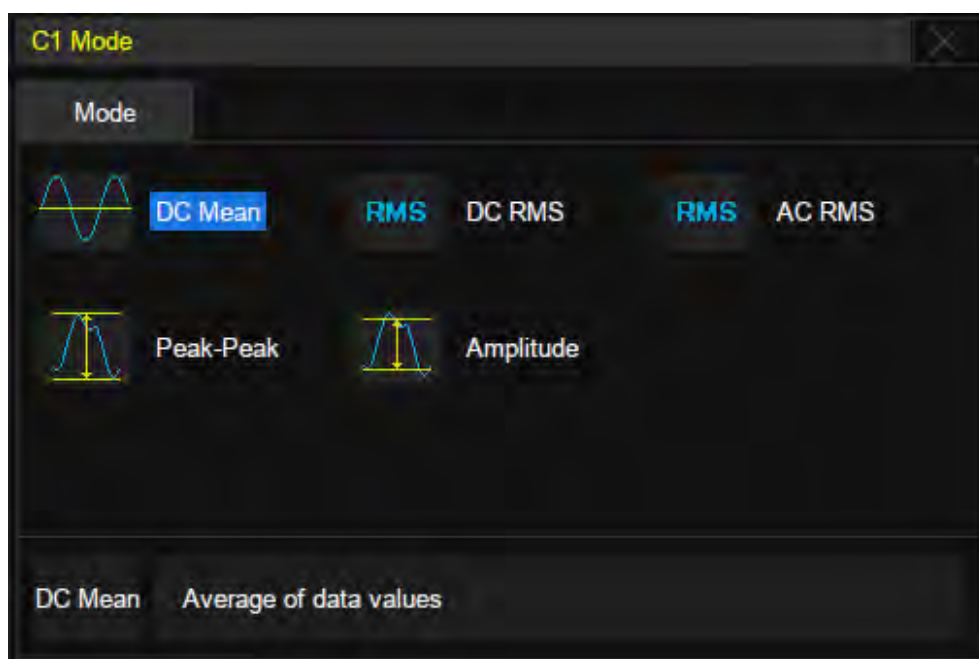 C1 Mode
Mode
DC Mean
RMS DC RMS
RMS AC RMS
Peak-Peak
Amplitude
DC Mean Average of data values